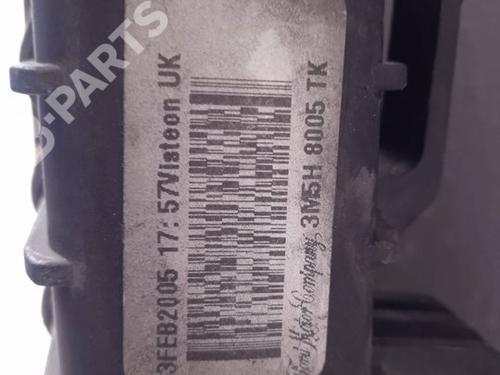 3FEB2005 17:57Visteon UK
3M5H 8005 TK
Ford Motor Company
B-PARTS